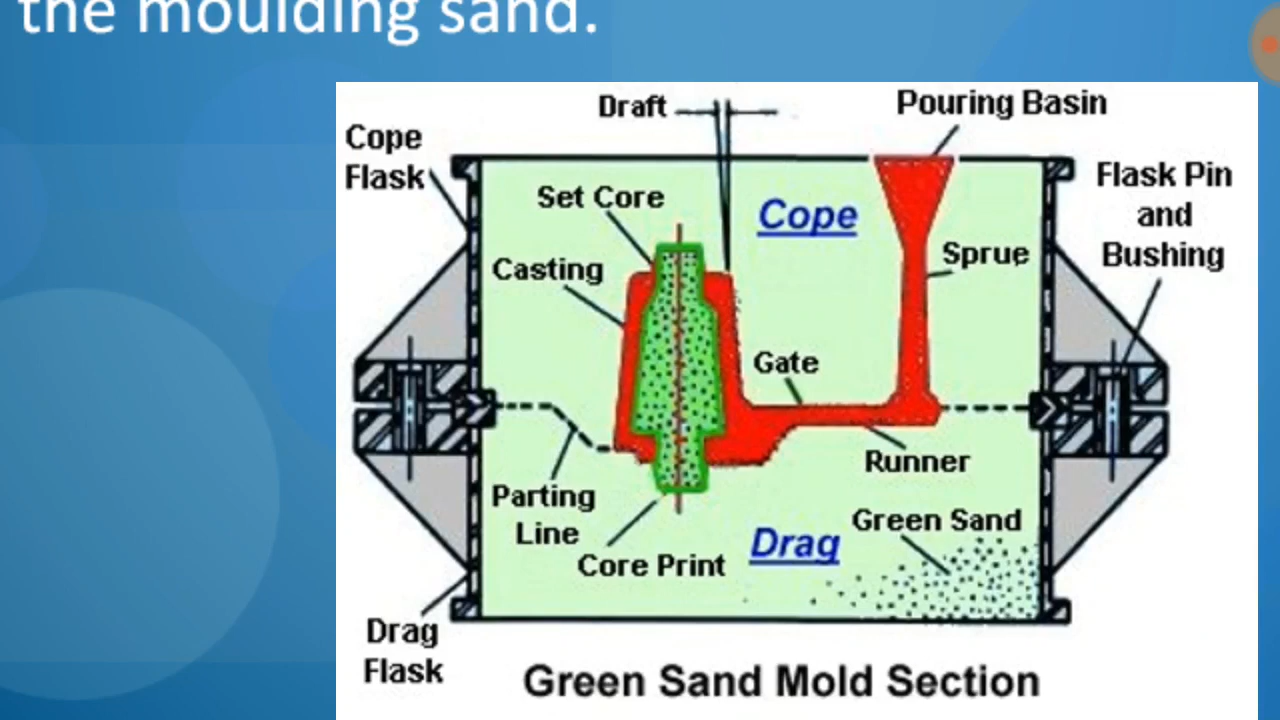 the moulding sand.
Draft
Pouring Basin
Cope
Flask
Flask Pin
and
Bushing
Set Core
Cope
Sprue
Casting
Gate
Runner
Parting
Line
Green Sand
Core Print
Drag
Drag
Flask
Green Sand Mold Section